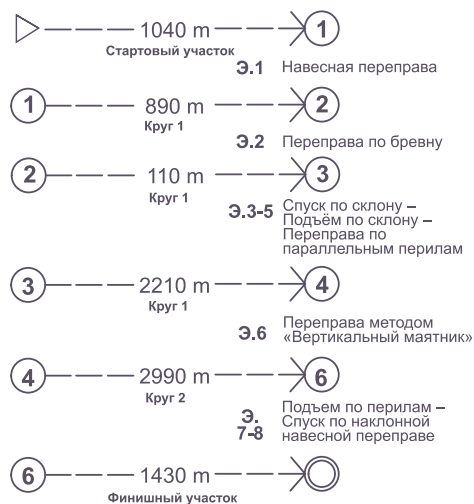 1040 m
1
Стартовый участок
Э.1 Навесная переправа
1 890 m 2
Круг 1
Э.2 Переправа по бревну
2 110 m 3
Круг 1
Э.3-5 Спуск по склону –
Подъём по склону –
Переправа по
параллельным перилам
3 2210 m 4
Круг 1
Э.6 Переправа методом
«Вертикальный маятник»
4 2990 m 6
Круг 2
Э.
7-8
Подъем по перилам –
Спуск по наклонной
навесной переправе
6 1430 m
Финишный участок